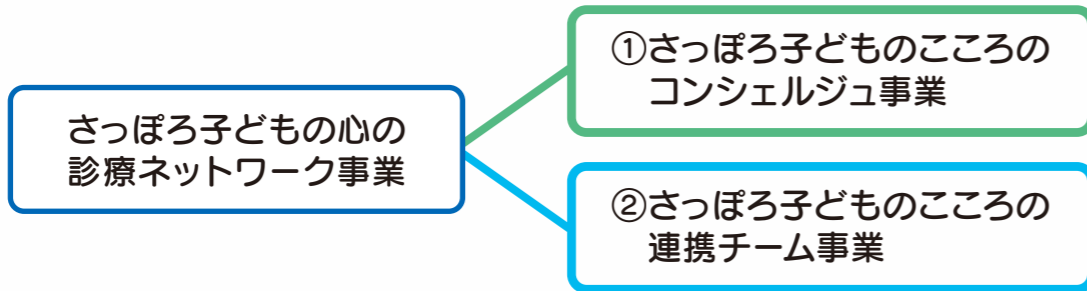 さっぽろ子どもの心の
診療ネットワーク事業
①さっぽろ子どものこころの
コンシェルジュ事業
②さっぽろ子どものこころの
連携チーム事業